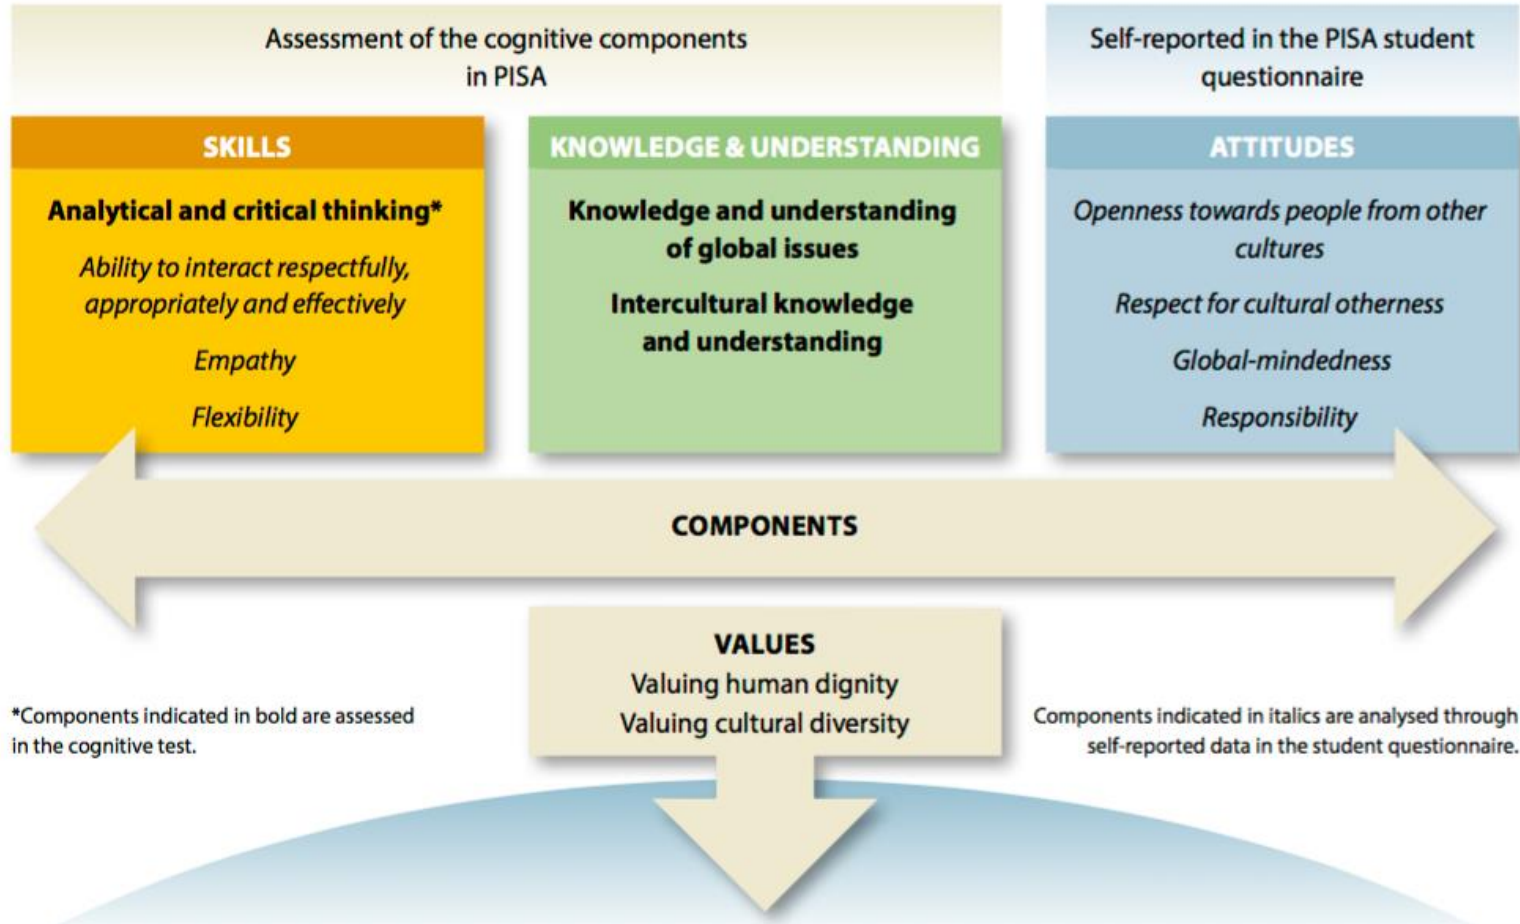 Assessment of the cognitive components
in PISA
Self-reported in the PISA student
questionnaire
SKILLS
Analytical and critical thinking*
Ability to interact respectfully,
appropriately and effectively
Empathy
Flexibility
KNOWLEDGE & UNDERSTANDING
Knowledge and understanding
of global issues
Intercultural knowledge
and understanding
ATTITUDES
Openness towards people from other
cultures
Respect for cultural otherness
Global-mindedness
Responsibility
COMPONENTS
VALUES
Valuing human dignity
Valuing cultural diversity
*Components indicated in bold are assessed
in the cognitive test.
Components indicated in italics are analysed through
self-reported data in the student questionnaire.